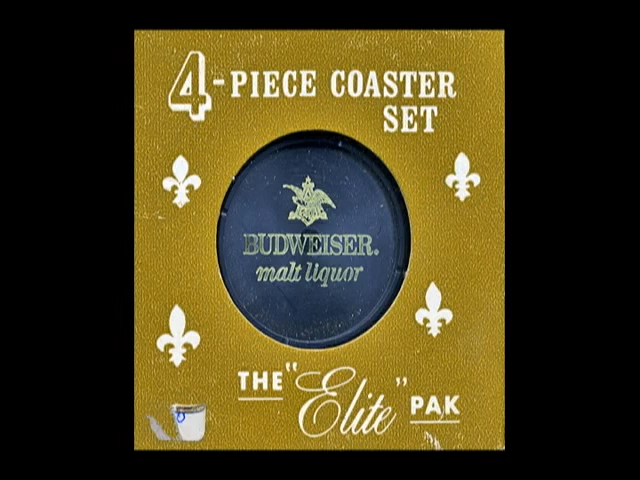 4-PIECE COASTER
SET
BUDWEISER.
malt liquor
THE "Elite" PAK